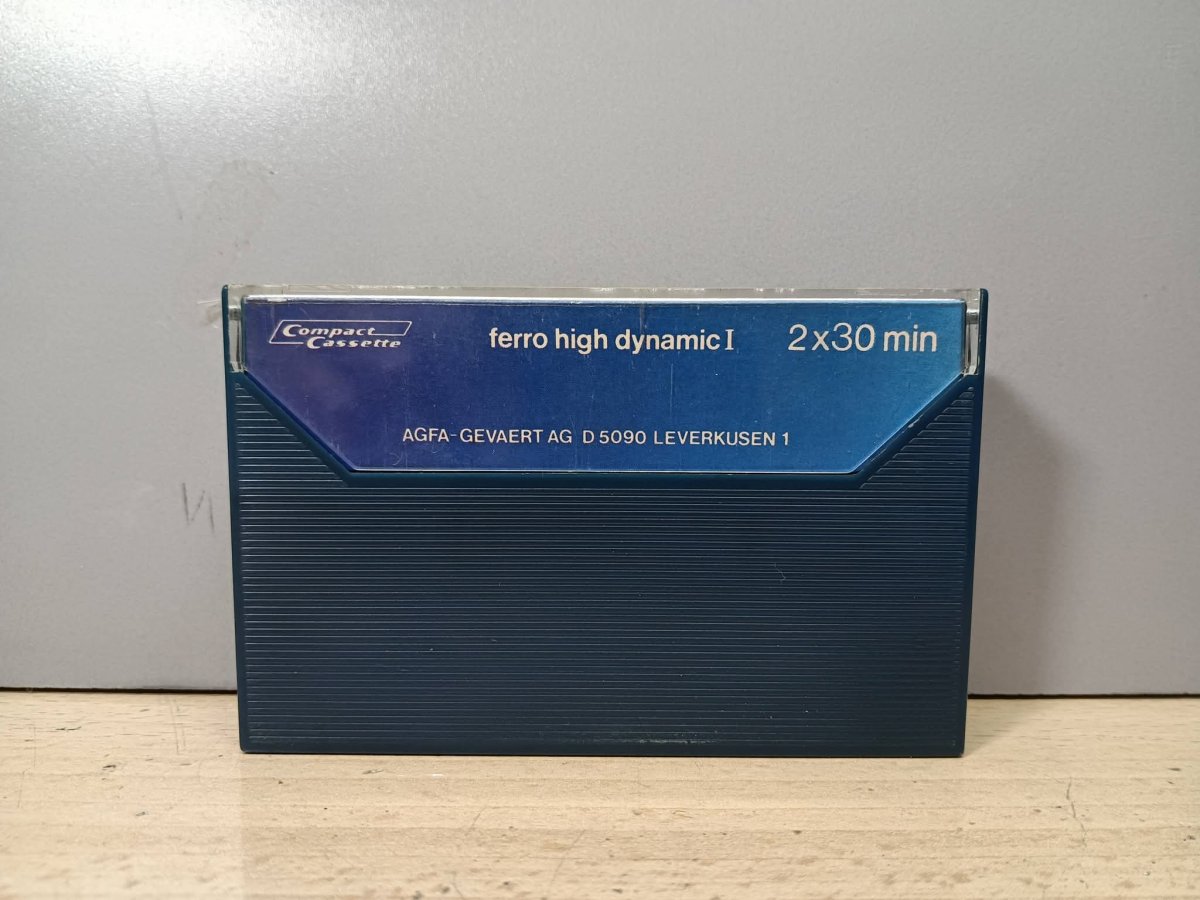 Compact
Cassette
ferro high dynamic I
2x30 min
AGFA-GEVAERT AG D 5090 LEVERKUSEN 1